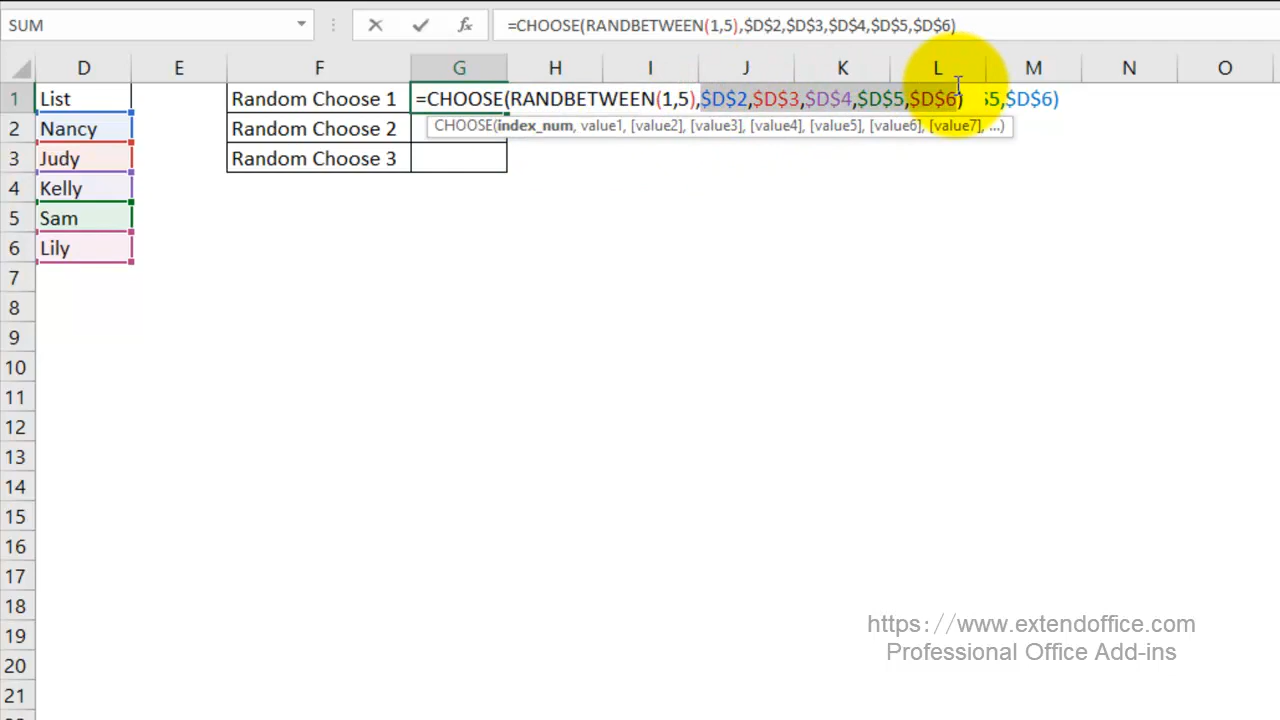 SUM
=CHOOSE(RANDBETWEEN(1,5),$D$2,$D$3,$D$4,$D$5,$D$6)
D E F G H I J K L M N O
1 List Random Choose 1 =CHOOSE(RANDBETWEEN(1,5),$D$2,$D$3,$D$4,$D$5,$D$6) $5,$D$6)
2 Nancy Random Choose 2 CHOOSE(index_num, value1, [value2], [value3], [value4], [value5], [value6], [value7], ...)
3 Judy Random Choose 3
4 Kelly
5 Sam
6 Lily
7
8
9
10
11
12
13
14
15
16
17
18
19
20
21
https://www.extendoffice.com
Professional Office Add-ins